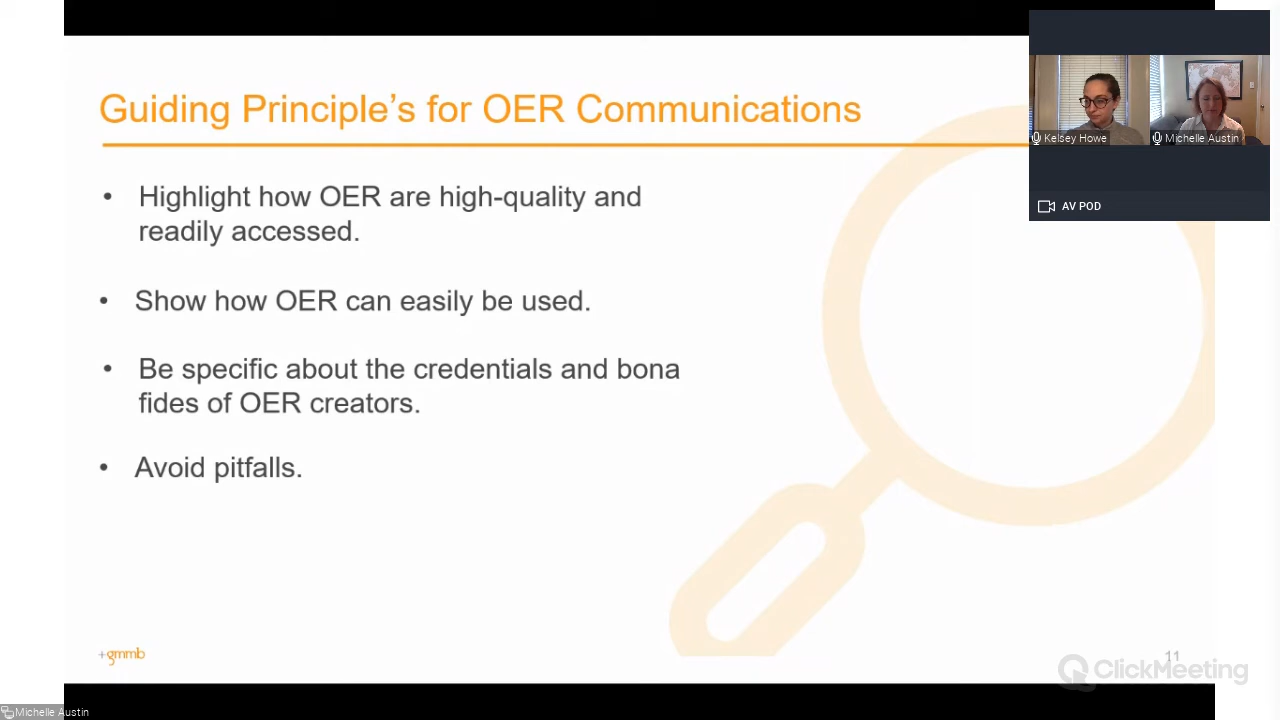 Guiding Principle's for OER Communications
• Highlight how OER are high-quality and
readily accessed.
• Show how OER can easily be used.
• Be specific about the credentials and bona
fides of OER creators.
• Avoid pitfalls.
+gmmb
11
ClickMeeting
Kelsey Howe
Michelle Austin
AV POD
Michelle Austin